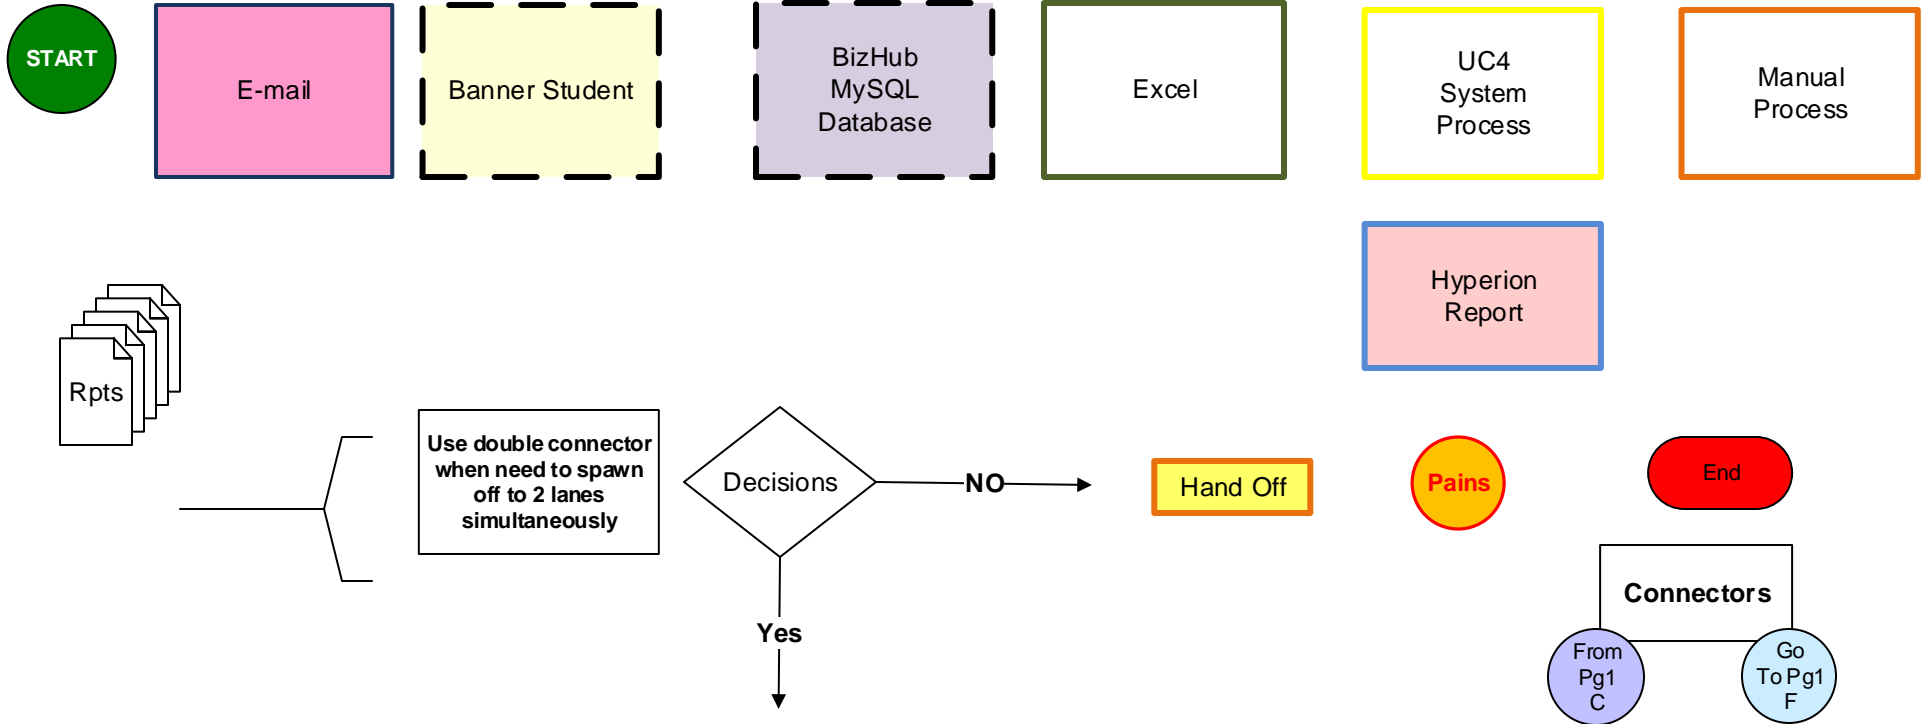 START
E-mail
Banner Student
BizHub
MySQL
Database
Excel
UC4
System
Process
Manual
Process
Hyperion
Report
Rpts
Use double connector
when need to spawn
off to 2 lanes
simultaneously
Decisions
NO
Yes
Hand Off
Pains
End
Connectors
From
Pg1
C
Go
To Pg1
F